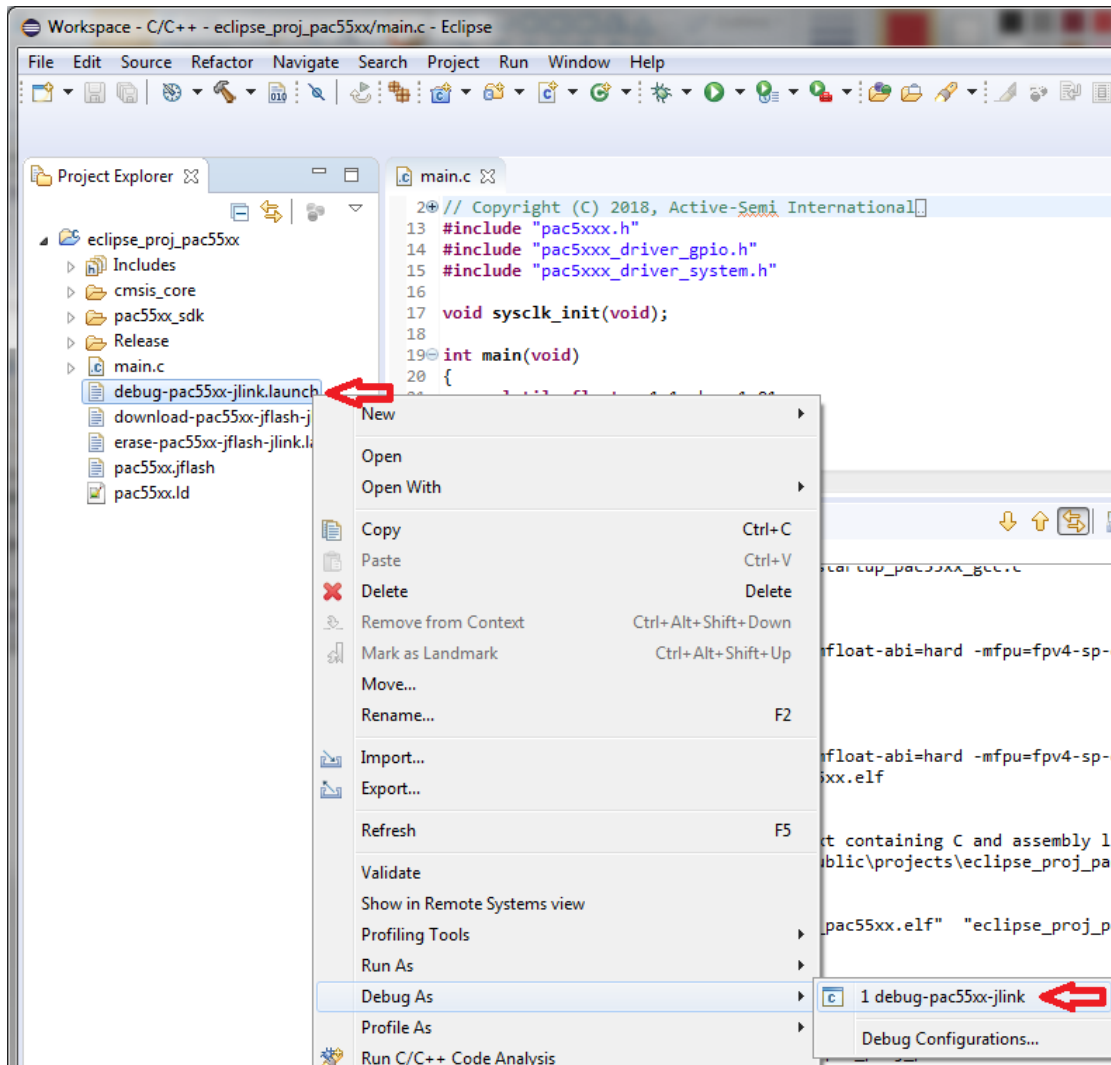 Workspace - C/C++ - eclipse_proj_pac55xx/main.c - Eclipse
File Edit Source Refactor Navigate Search Project Run Window Help
Project Explorer
main.c
eclipse_proj_pac55xx
Includes
cmsis_core
pac55xx_sdk
Release
main.c
debug-pac55xx-jlink.launch
download-pac55xx-jflash-j
erase-pac55xx-jflash-jlink.la
pac55xx.jflash
pac55xx.ld
2 // Copyright (C) 2018, Active-Semi International
13 #include "pac5xxx.h"
14 #include "pac5xxx_driver_gpio.h"
15 #include "pac5xxx_driver_system.h"
16
17 void sysclk_init(void);
18
19 int main(void)
20 {
New
Open
Open With
Copy Ctrl+C
Paste Ctrl+V
Delete Delete
Remove from Context Ctrl+Alt+Shift+Down
Mark as Landmark Ctrl+Alt+Shift+Up
Move...
Rename... F2
Import...
Export...
Refresh F5
Validate
Show in Remote Systems view
Profiling Tools
Run As
Debug As
Profile As
Run C/C++ Code Analysis
1 debug-pac55xx-jlink
Debug Configurations...
startup_pac55xx_gcc.c
mfloat-abi=hard -mfpu=fpv4-sp-
mfloat-abi=hard -mfpu=fpv4-sp-
5xx.elf
xt containing C and assembly l
ublic\projects\eclipse_proj_pa
_pac55xx.elf" "eclipse_proj_p